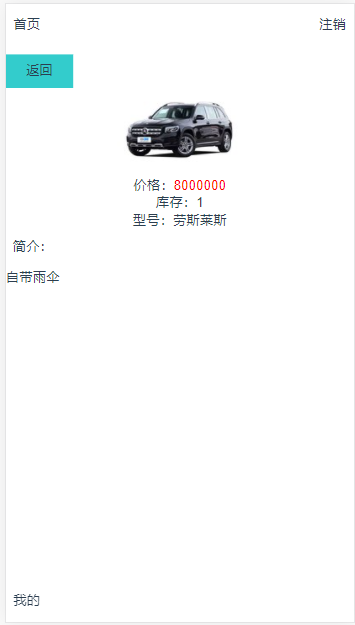 首页 注销
返回
价格：8000000
库存：1
型号：劳斯莱斯
简介：
自带雨伞
我的